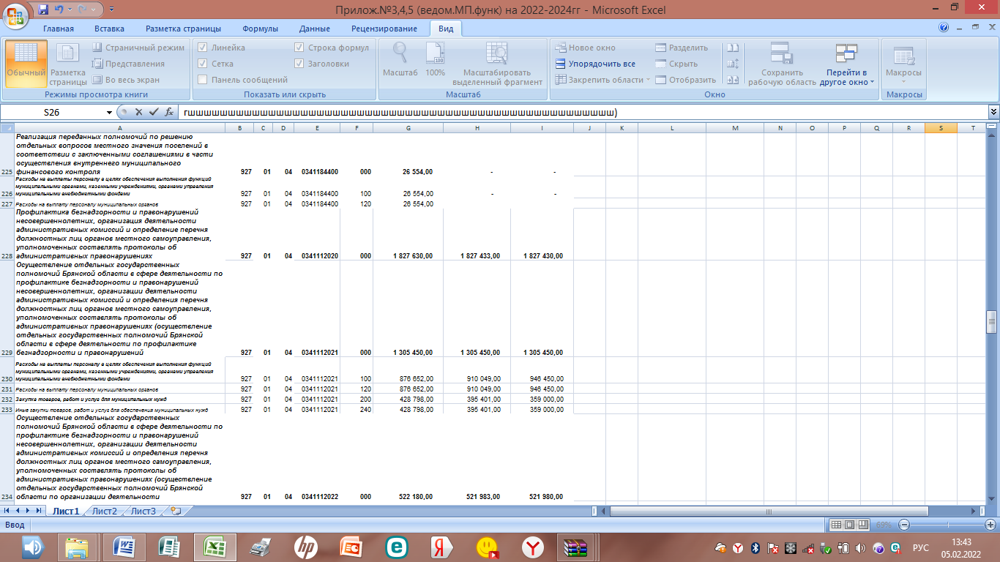 Прилож.№3,4,5 (ведом.МП.функ) на 2022-2024гг - Microsoft Excel
Главная Вставка Разметка страницы Формулы Данные Рецензирование Вид
Обычный Разметка страницы Страничный режим Представления Во весь экран
Режимы просмотра книги
Линейка Строка формул
Сетка Заголовки
Панель сообщений
Показать или скрыть
Масштаб 100% Масштабировать выделенный фрагмент
Масштаб
Новое окно Разделить
Упорядочить все Скрыть
Закрепить области Отобразить
Сохранить рабочую область Перейти в другое окно
Окно
Макросы
Макросы
S26 fx
A B C D E F G H I J K L M N O P Q R S T
Реализация переданных полномочий по решению
отдельных вопросов местного значения поселений в
соответствии с заключенными соглашениями в части
осуществления внутреннего муниципального
225 финансового контроля 927 01 04 0341184400 000 26 554,00 - -
Расходы на выплаты персоналу в целях обеспечения выполнения функций
муниципальными органами, казенными учреждениями, органами управления
226 муниципальными внебюджетными фондами 927 01 04 0341184400 100 26 554,00 - -
227 Расходы на выплату персоналу муниципальных органов 927 01 04 0341184400 120 26 554,00
Профилактика безнадзорности и правонарушений
несовершеннолетних, организация деятельности
административных комиссий и определение перечня
должностных лиц органов местного самоуправления,
уполномоченных составлять протоколы об
228 административных правонарушениях 927 01 04 0341112020 000 1 827 630,00 1 827 433,00 1 827 430,00
Осуществление отдельных государственных
полномочий Брянской области в сфере деятельности по
профилактике безнадзорности и правонарушений
несовершеннолетних, организации деятельности
административных комиссий и определения перечня
должностных лиц органов местного самоуправления,
уполномоченных составлять протоколы об
административных правонарушениях (осуществление
отдельных государственных полномочий Брянской
области в сфере деятельности по профилактике
229 безнадзорности и правонарушений 927 01 04 0341112021 000 1 305 450,00 1 305 450,00 1 305 450,00
Расходы на выплаты персоналу в целях обеспечения выполнения функций
муниципальными органами, казенными учреждениями, органами управления
230 муниципальными внебюджетными фондами 927 01 04 0341112021 100 876 652,00 910 049,00 946 450,00
231 Расходы на выплату персоналу муниципальных органов 927 01 04 0341112021 120 876 652,00 910 049,00 946 450,00
232 Закупка товаров, работ и услуг для муниципальных нужд 927 01 04 0341112021 200 428 798,00 395 401,00 359 000,00
233 Иные закупки товаров, работ и услуг для обеспечения муниципальных нужд 927 01 04 0341112021 240 428 798,00 395 401,00 359 000,00
Осуществление отдельных государственных
полномочий Брянской области в сфере деятельности по
профилактике безнадзорности и правонарушений
несовершеннолетних, организации деятельности
административных комиссий и определения перечня
должностных лиц органов местного самоуправления,
уполномоченных составлять протоколы об
административных правонарушениях (осуществление
отдельных государственных полномочий Брянской
234 области по организации деятельности 927 01 04 0341112022 000 522 180,00 521 983,00 521 980,00
Лист1 Лист2 Лист3
Ввод 69%
РУС 13:43
05.02.2022